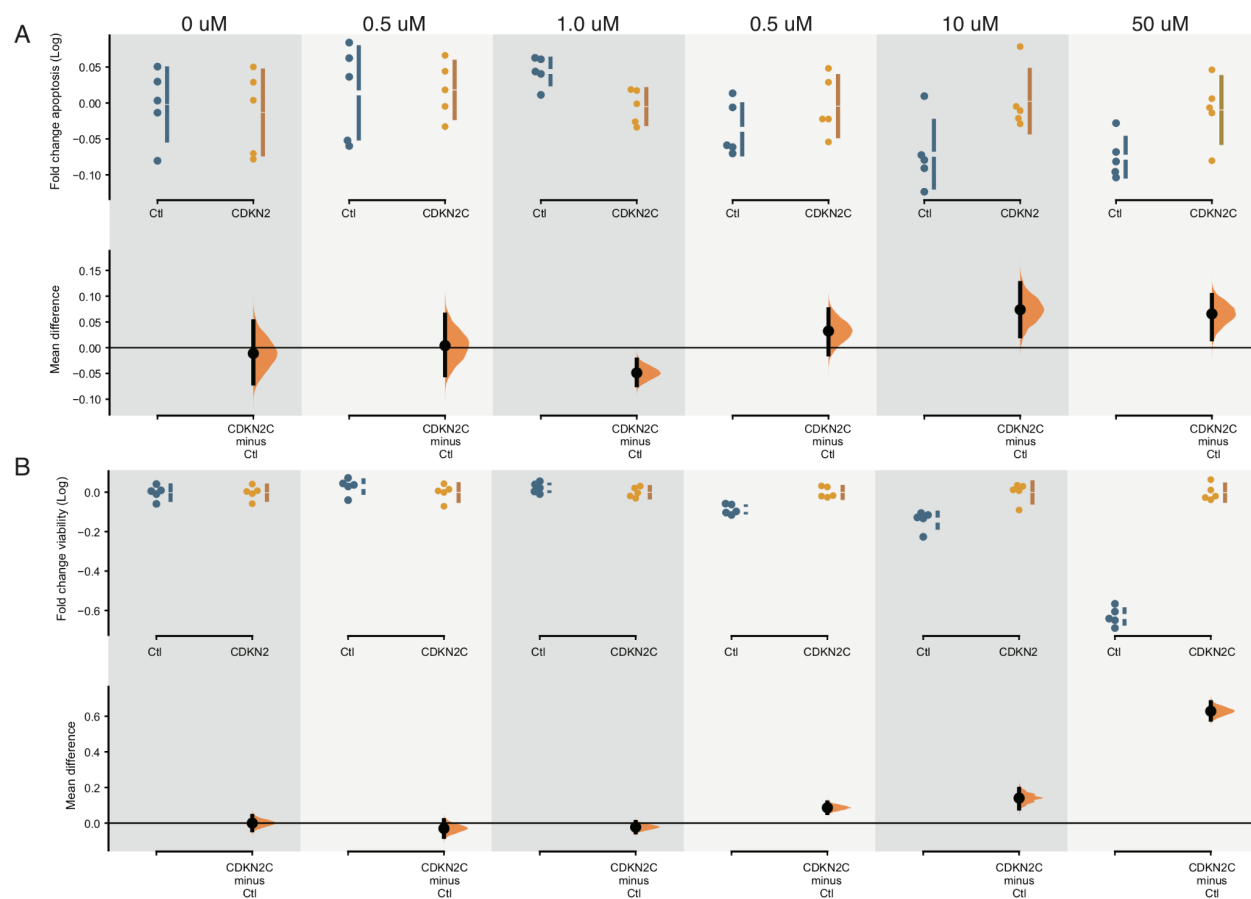 A
0 uM 0.5 uM 1.0 uM 0.5 uM 10 uM 50 uM
Fold change apoptosis (Log)
0.05
0.00
−0.05
−0.10
Ctl CDKN2 Ctl CDKN2C Ctl CDKN2C Ctl CDKN2C Ctl CDKN2 Ctl CDKN2C
Mean difference
0.15
0.10
0.05
0.00
−0.05
−0.10
CDKN2C CDKN2C CDKN2C CDKN2C CDKN2C CDKN2C
minus minus minus minus minus minus
Ctl Ctl Ctl Ctl Ctl Ctl
B
Fold change viability (Log)
0.0
−0.2
−0.4
−0.6
Ctl CDKN2 Ctl CDKN2C Ctl CDKN2C Ctl CDKN2C Ctl CDKN2 Ctl CDKN2C
Mean difference
0.6
0.4
0.2
0.0
CDKN2C CDKN2C CDKN2C CDKN2C CDKN2C CDKN2C
minus minus minus minus minus minus
Ctl Ctl Ctl Ctl Ctl Ctl